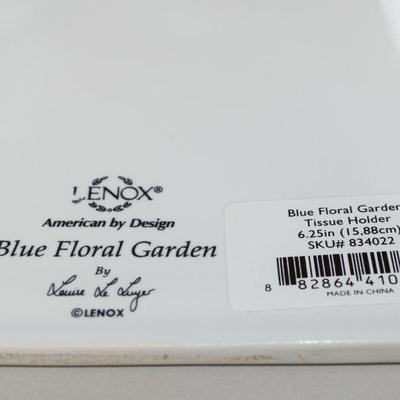 LENOX®
American by Design
Blue Floral Garden
By
Louise Le Luyer
©LENOX
Blue Floral Garden
Tissue Holder
6.25in (15,88cm)
SKU# 834022
8 82864 410
MADE IN CHINA